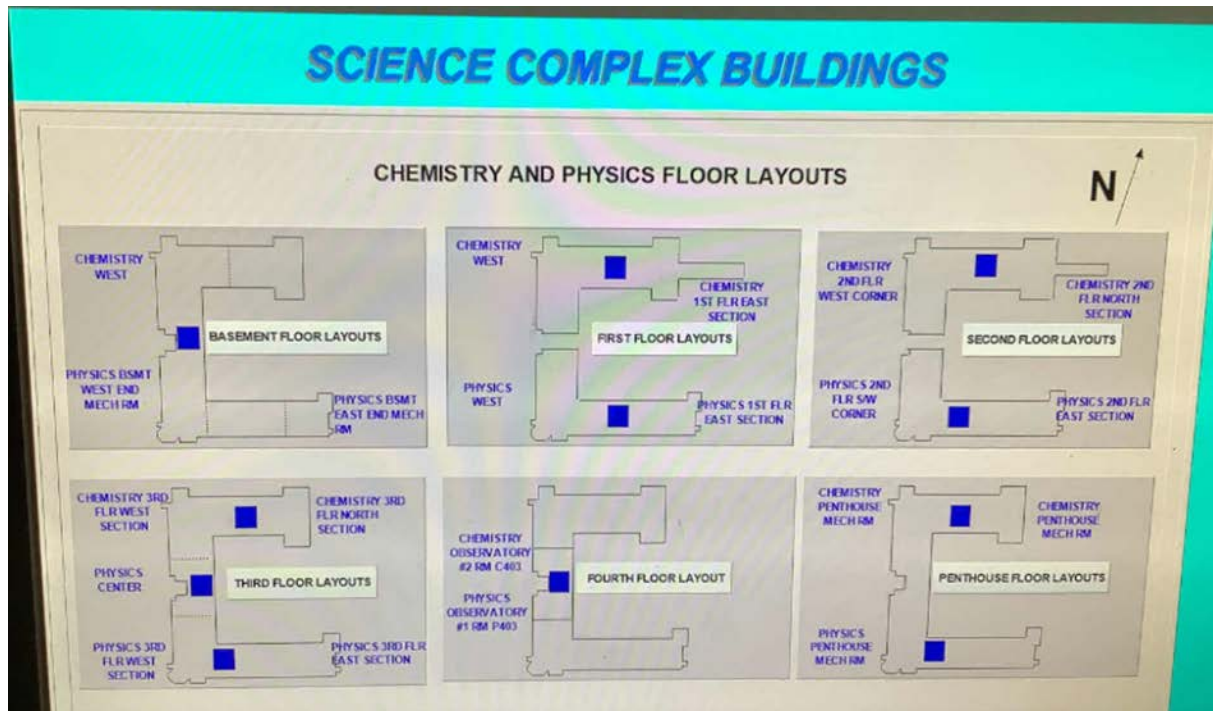 SCIENCE COMPLEX BUILDINGS
CHEMISTRY AND PHYSICS FLOOR LAYOUTS
N
CHEMISTRY
WEST
BASEMENT FLOOR LAYOUTS
PHYSICS BSMT
WEST END
MECH RM
PHYSICS BSMT
EAST END MECH
RM
CHEMISTRY
WEST
CHEMISTRY
1ST FLR EAST
SECTION
FIRST FLOOR LAYOUTS
PHYSICS
WEST
PHYSICS 1ST FLR
EAST SECTION
CHEMISTRY
2ND FLR
WEST CORNER
CHEMISTRY 2ND
FLR NORTH
SECTION
SECOND FLOOR LAYOUTS
PHYSICS 2ND
FLR S/W
CORNER
PHYSICS 2ND FLR
EAST SECTION
CHEMISTRY 3RD
FLR WEST
SECTION
CHEMISTRY 3RD
FLR NORTH
SECTION
PHYSICS
CENTER
THIRD FLOOR LAYOUTS
PHYSICS 3RD
FLR WEST
SECTION
PHYSICS 3RD FLR
EAST SECTION
CHEMISTRY
OBSERVATORY
#2 RM C403
FOURTH FLOOR LAYOUT
PHYSICS
OBSERVATORY
#1 RM P403
CHEMISTRY
PENTHOUSE
MECH RM
CHEMISTRY
PENTHOUSE
MECH RM
PENTHOUSE FLOOR LAYOUTS
PHYSICS
PENTHOUSE
MECH RM